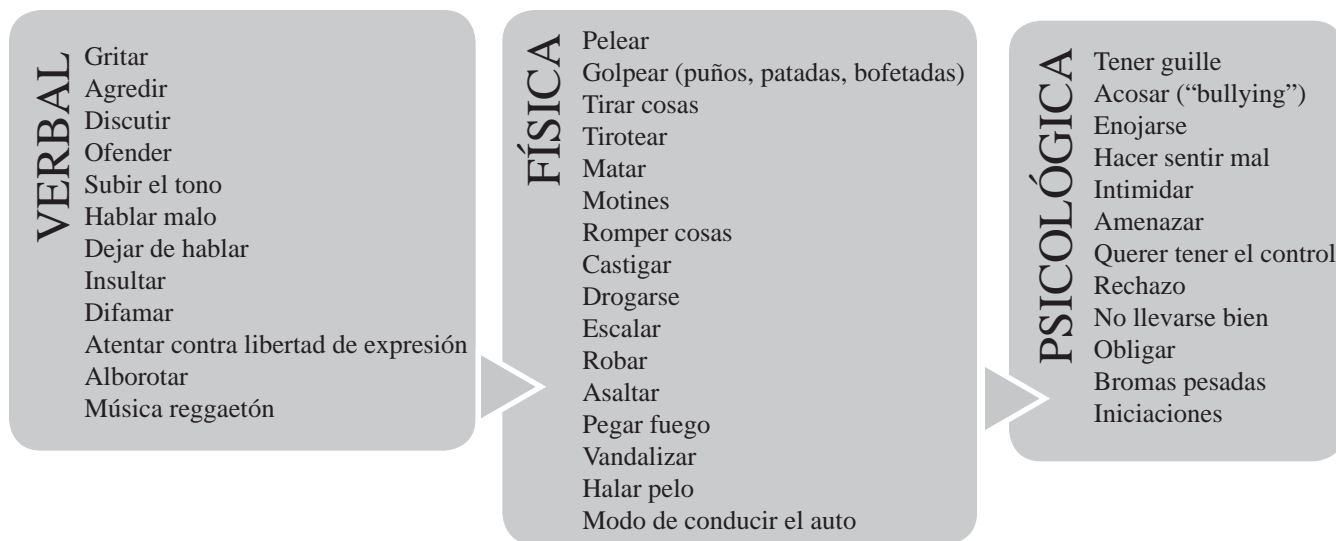 VERBAL
Gritar
Agredir
Discutir
Ofender
Subir el tono
Hablar malo
Dejar de hablar
Insultar
Difamar
Atentar contra libertad de expresión
Alborotar
Música reggaetón
FÍSICA
Pelear
Golpear (puños, patadas, bofetadas)
Tirar cosas
Tirotear
Matar
Motines
Romper cosas
Castigar
Drogarse
Escalar
Robar
Asaltar
Pegar fuego
Vandalizar
Halar pelo
Modo de conducir el auto
PSICOLÓGICA
Tener guille
Acosar (“bullying”)
Enojarse
Hacer sentir mal
Intimidar
Amenazar
Querer tener el control
Rechazo
No llevarse bien
Obligar
Bromas pesadas
Iniciaciones